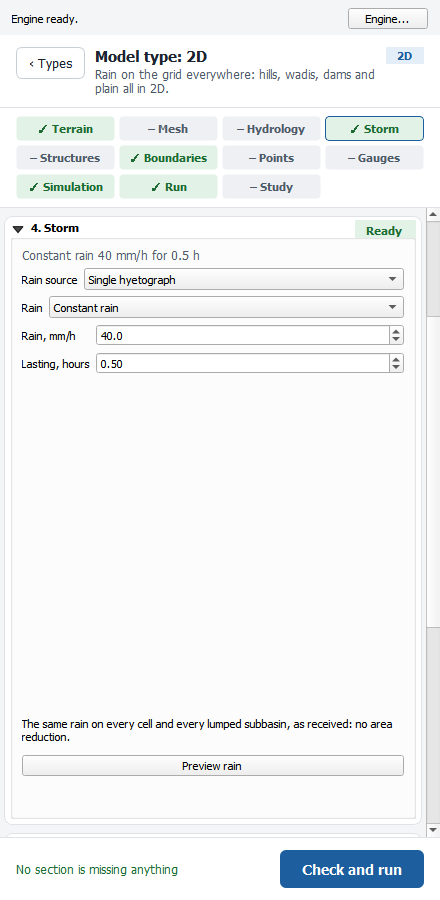 Engine ready.
Engine...
‹ Types
Model type: 2D
2D
Rain on the grid everywhere: hills, wadis, dams and
plain all in 2D.
✓ Terrain
– Mesh
– Hydrology
✓ Storm
– Structures
✓ Boundaries
– Points
– Gauges
✓ Simulation
✓ Run
– Study
4. Storm
Ready
Constant rain 40 mm/h for 0.5 h
Rain source
Single hyetograph
Rain
Constant rain
Rain, mm/h
40.0
Lasting, hours
0.50
The same rain on every cell and every lumped subbasin, as received: no area
reduction.
Preview rain
No section is missing anything
Check and run